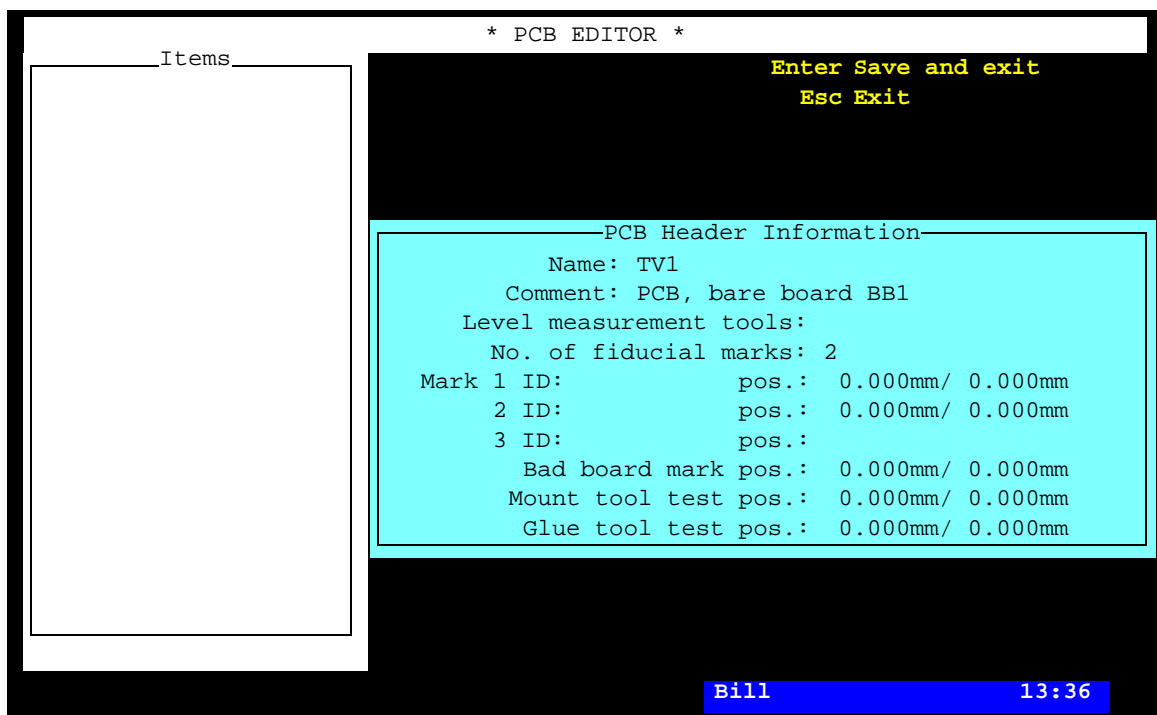 * PCB EDITOR *
Items
Enter Save and exit
Esc Exit
PCB Header Information
Name: TV1
Comment: PCB, bare board BB1
Level measurement tools:
No. of fiducial marks: 2
Mark 1 ID: pos.: 0.000mm/ 0.000mm
2 ID: pos.: 0.000mm/ 0.000mm
3 ID: pos.:
Bad board mark pos.: 0.000mm/ 0.000mm
Mount tool test pos.: 0.000mm/ 0.000mm
Glue tool test pos.: 0.000mm/ 0.000mm
Bill 13:36